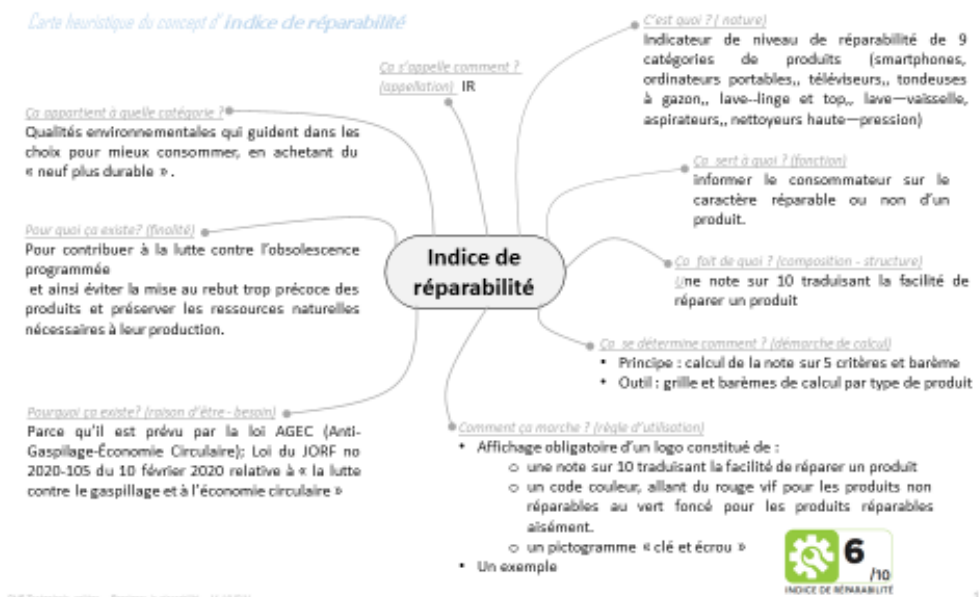 Carte heuristique du concept d' indice de réparabilité
C'est quoi ? ( nature)
Indicateur de niveau de réparabilité de 9
catégories de produits (smartphones,
ordinateurs portables,, téléviseurs,, tondeuses
à gazon,, lave--linge et top,, lave—vaisselle,
aspirateurs,, nettoyeurs haute—pression)
Ca s'appelle comment ?
(appellation) IR
Ca appartient à quelle catégorie ?
Qualités environnementales qui guident dans les
choix pour mieux consommer, en achetant du
« neuf plus durable » .
Ca sert à quoi ? (fonction)
informer le consommateur sur le
caractère réparable ou non d'un
produit.
Pour quoi ça existe? (finalité)
Pour contribuer à la lutte contre l'obsolescence
programmée
et ainsi éviter la mise au rebut trop précoce des
produits et préserver les ressources naturelles
nécessaires à leur production.
Indice de
réparabilité
Ca fait de quoi ? (composition - structure)
Une note sur 10 traduisant la facilité de
réparer un produit
Ca se détermine comment ? (démarche de calcul)
• Principe : calcul de la note sur 5 critères et barème
• Outil : grille et barèmes de calcul par type de produit
Pourquoi ça existe? (raison d'être - besoin)
Parce qu'il est prévu par la loi AGEC (Anti-
Gaspilage-Économie Circulaire); Loi du JORF no
2020-105 du 10 février 2020 relative à « la lutte
contre le gaspillage et à l'économie circulaire »
Comment ça marche ? (règle d'utilisation)
• Affichage obligatoire d'un logo constitué de :
o une note sur 10 traduisant la facilité de réparer un produit
o un code couleur, allant du rouge vif pour les produits non
réparables au vert foncé pour les produits réparables
aisément.
o un pictogramme « clé et écrou »
• Un exemple
6
/10
INDICE DE RÉPARABILITÉ